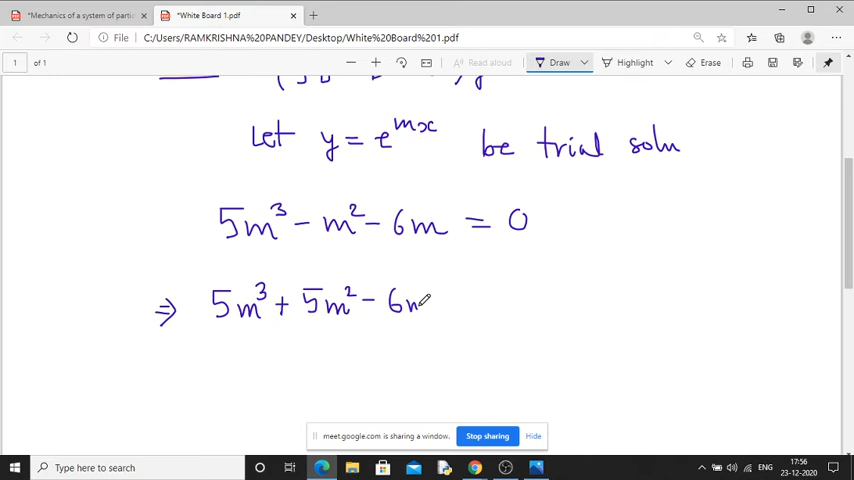 *Mechanics of a system of parti
*White Board 1.pdf
File
C:/Users/RAMKRISHNA%20PANDEY/Desktop/White%20Board%201.pdf
1 of 1
Read aloud
Draw
Highlight
Erase
Let y = e^{mx} be trial soln
5m³ - m² - 6m = 0
⇒ 5m³ + 5m² - 6m
meet.google.com is sharing a window.
Stop sharing
Hide
Type here to search
ENG
17:56
23-12-2020